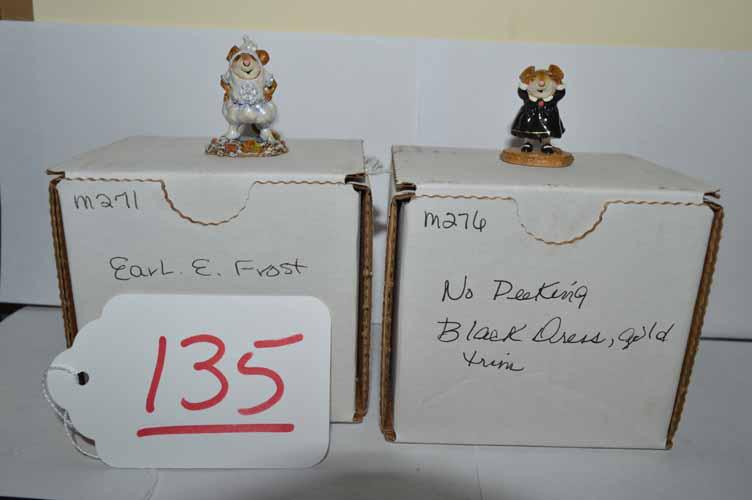 M271
Earl. E. Frost
135
M276
No Peeking
Black Dress, gold
trim